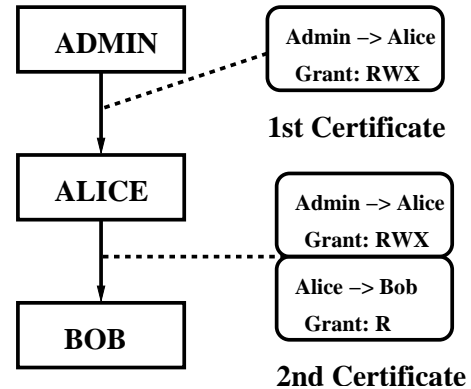 ADMIN
Admin −> Alice
Grant: RWX
1st Certificate
ALICE
Admin −> Alice
Grant: RWX
Alice −> Bob
Grant: R
BOB
2nd Certificate